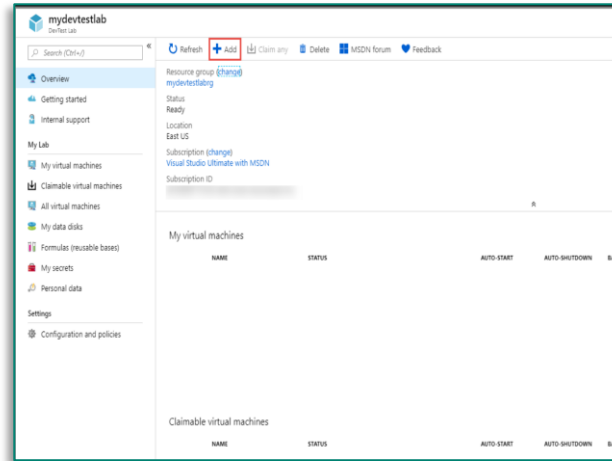 mydevtestlab
DevTest Lab
Search (Ctrl+/)
«
Refresh
Add
Claim any
Delete
MSDN forum
Feedback
Overview
Getting started
Internal support
My Lab
My virtual machines
Claimable virtual machines
All virtual machines
My data disks
Formulas (reusable bases)
My secrets
Personal data
Settings
Configuration and policies
Resource group (change)
mydevtestlabrg
Status
Ready
Location
East US
Subscription (change)
Visual Studio Ultimate with MSDN
Subscription ID
My virtual machines
NAME STATUS AUTO-START AUTO-SHUTDOWN
Claimable virtual machines
NAME STATUS AUTO-START AUTO-SHUTDOWN